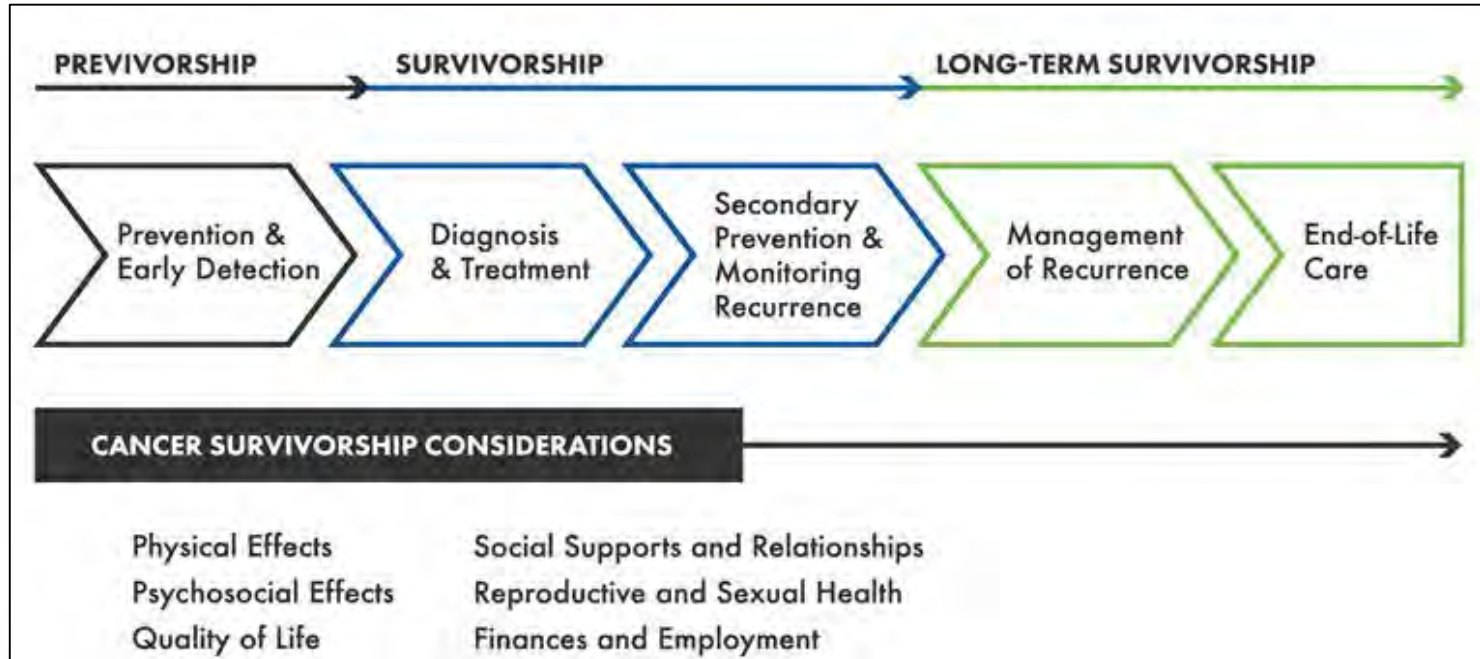 PREVIVORSHIP
SURVIVORSHIP
LONG-TERM SURVIVORSHIP
Prevention &
Early Detection
Diagnosis
& Treatment
Secondary
Prevention &
Monitoring
Recurrence
Management
of Recurrence
End-of-Life
Care
CANCER SURVIVORSHIP CONSIDERATIONS
Physical Effects
Psychosocial Effects
Quality of Life
Social Supports and Relationships
Reproductive and Sexual Health
Finances and Employment